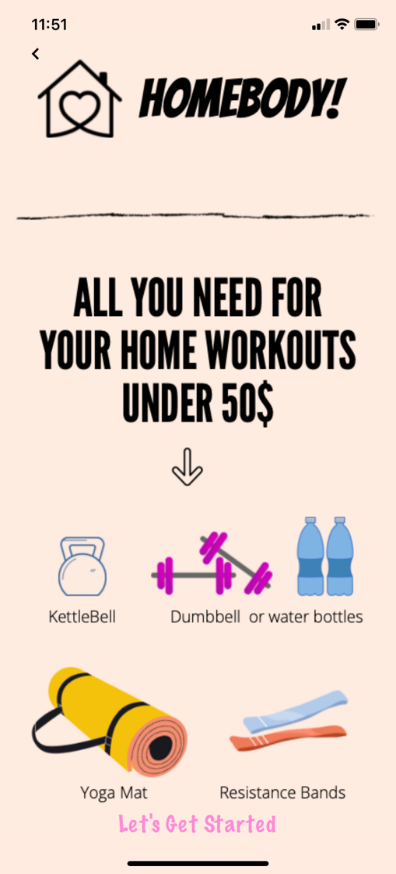 11:51
HOMEBODY!
ALL YOU NEED FOR
YOUR HOME WORKOUTS
UNDER 50$
KettleBell
Dumbbell or water bottles
Yoga Mat
Resistance Bands
Let's Get Started